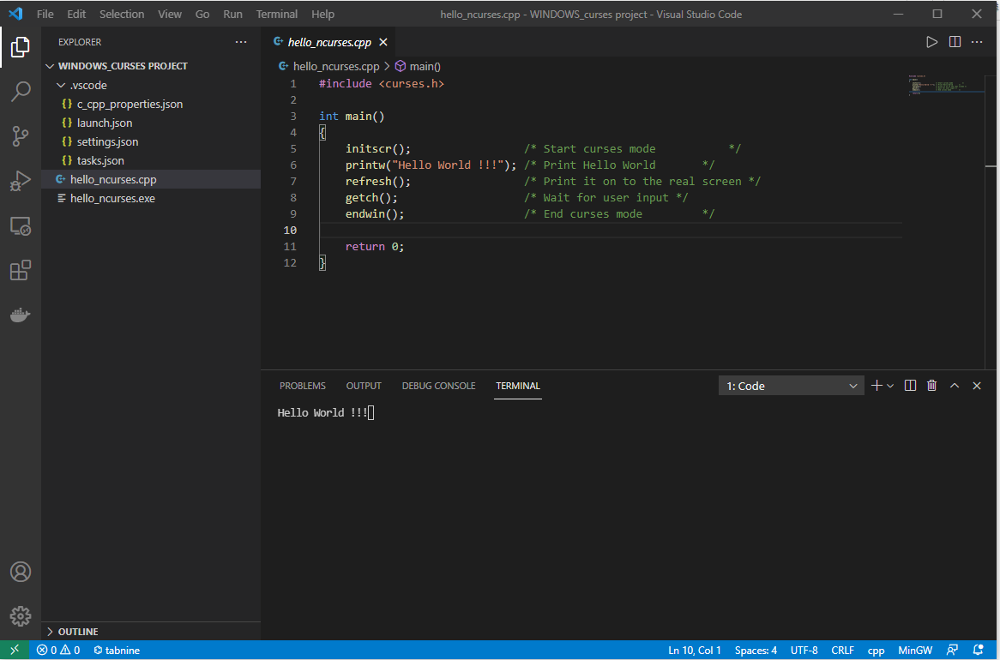 File Edit Selection View Go Run Terminal Help hello_ncurses.cpp - WINDOWS_curses project - Visual Studio Code
EXPLORER
WINDOWS_CURSES PROJECT
.vscode
{} c_cpp_properties.json
{} launch.json
{} settings.json
{} tasks.json
hello_ncurses.cpp
hello_ncurses.exe
OUTLINE
hello_ncurses.cpp
hello_ncurses.cpp > main()
1 #include <curses.h>
2
3 int main()
4 {
5 initscr(); /* Start curses mode */
6 printw("Hello World !!!"); /* Print Hello World */
7 refresh(); /* Print it on to the real screen */
8 getch(); /* Wait for user input */
9 endwin(); /* End curses mode */
10
11 return 0;
12 }
PROBLEMS OUTPUT DEBUG CONSOLE TERMINAL 1: Code
Hello World !!!
0 0 tabnine Ln 10, Col 1 Spaces: 4 UTF-8 CRLF cpp MinGW